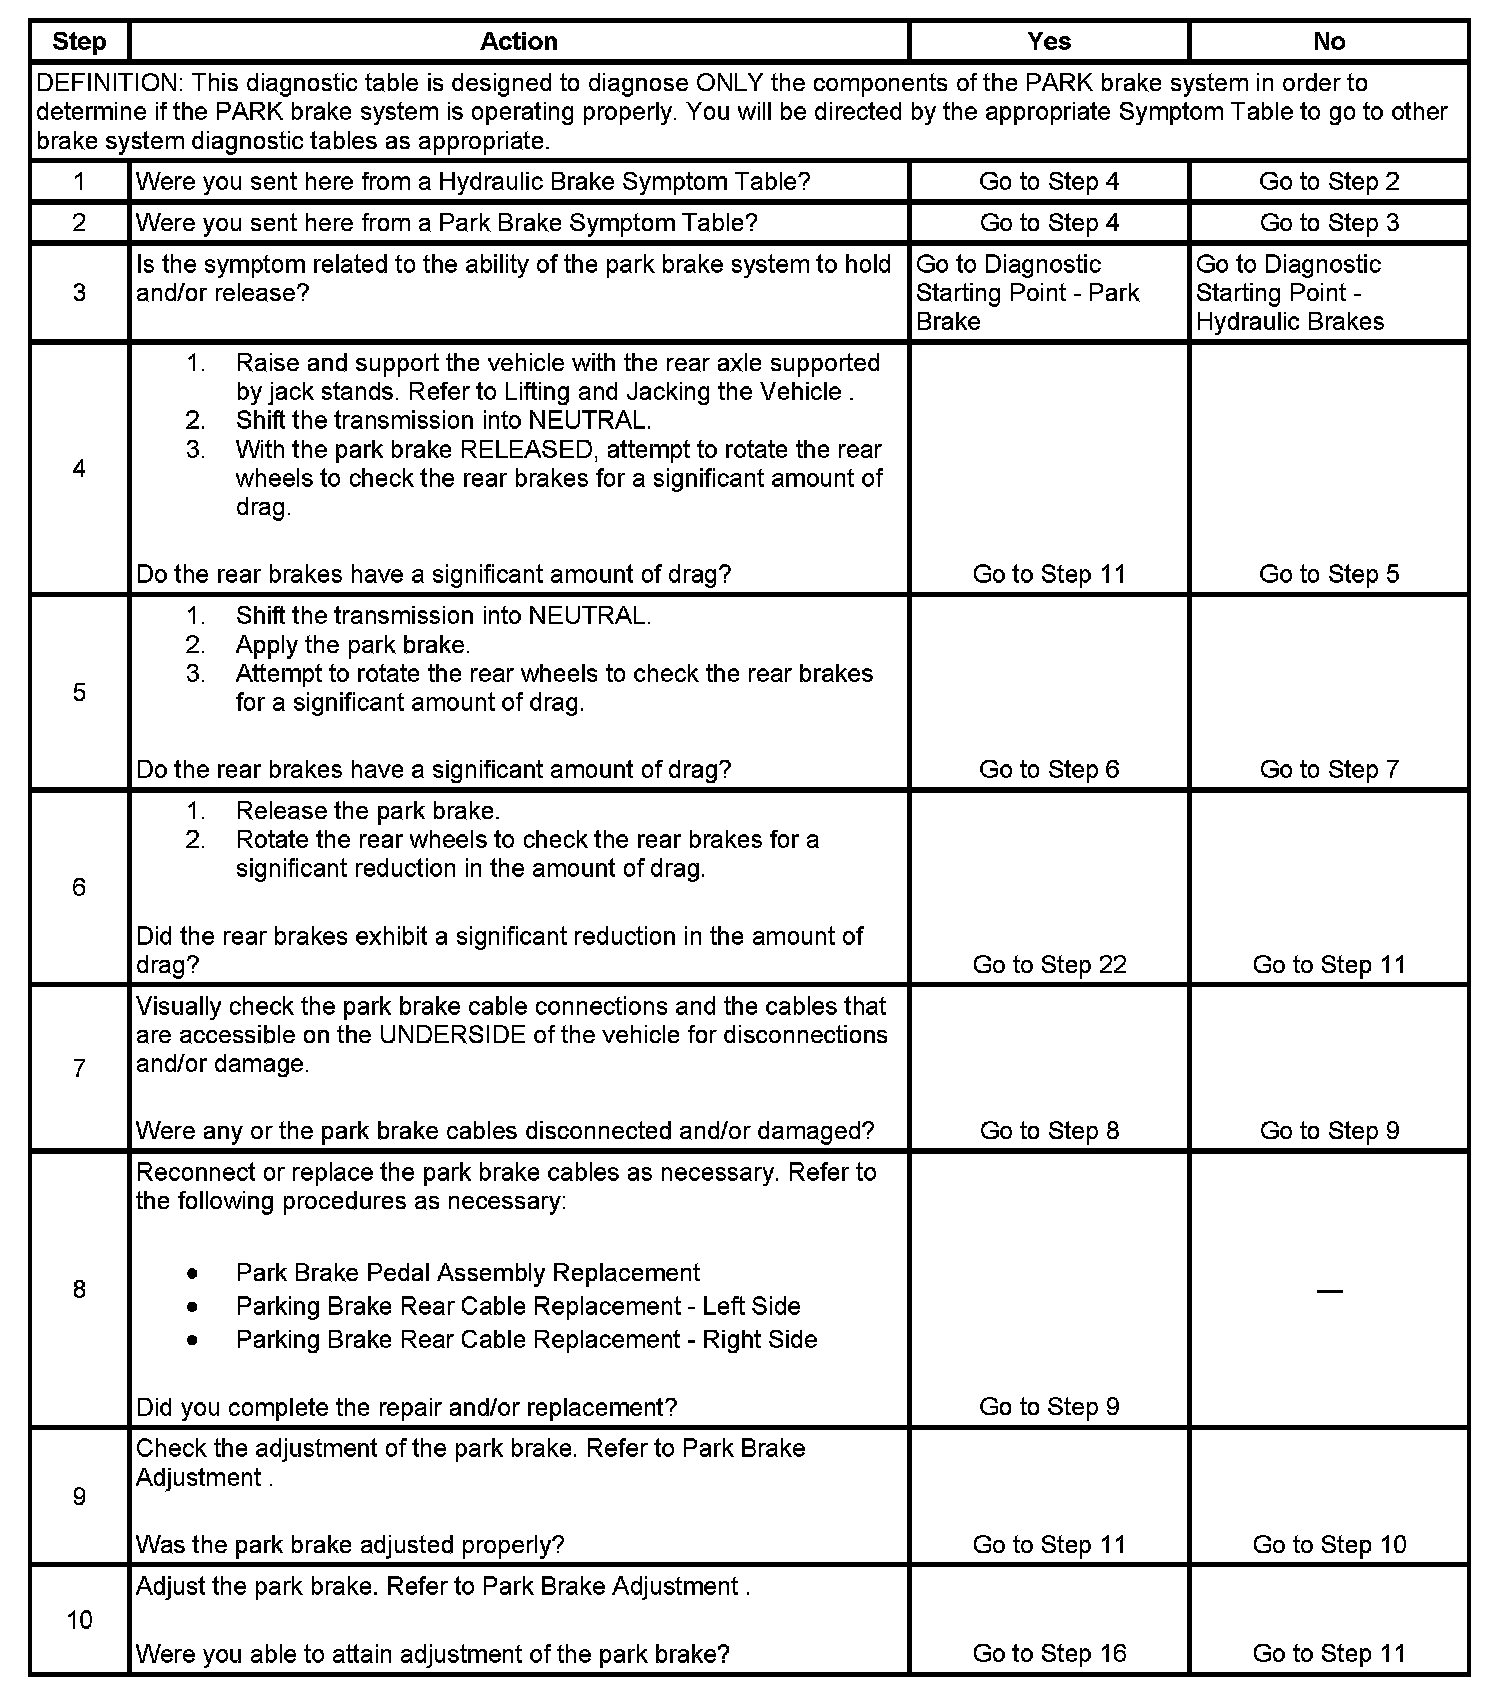 Step Action Yes No
DEFINITION: This diagnostic table is designed to diagnose ONLY the components of the PARK brake system in order to
determine if the PARK brake system is operating properly. You will be directed by the appropriate Symptom Table to go to other
brake system diagnostic tables as appropriate.
1 Were you sent here from a Hydraulic Brake Symptom Table? Go to Step 4 Go to Step 2
2 Were you sent here from a Park Brake Symptom Table? Go to Step 4 Go to Step 3
3
Is the symptom related to the ability of the park brake system to hold
and/or release?
Go to Diagnostic
Starting Point - Park
Brake
Go to Diagnostic
Starting Point -
Hydraulic Brakes
4
1. Raise and support the vehicle with the rear axle supported
by jack stands. Refer to Lifting and Jacking the Vehicle .
2. Shift the transmission into NEUTRAL.
3. With the park brake RELEASED, attempt to rotate the rear
wheels to check the rear brakes for a significant amount of
drag.
Do the rear brakes have a significant amount of drag? Go to Step 11 Go to Step 5
5
1. Shift the transmission into NEUTRAL.
2. Apply the park brake.
3. Attempt to rotate the rear wheels to check the rear brakes
for a significant amount of drag.
Do the rear brakes have a significant amount of drag? Go to Step 6 Go to Step 7
6
1. Release the park brake.
2. Rotate the rear wheels to check the rear brakes for a
significant reduction in the amount of drag.
Did the rear brakes exhibit a significant reduction in the amount of
drag? Go to Step 22 Go to Step 11
7
Visually check the park brake cable connections and the cables that
are accessible on the UNDERSIDE of the vehicle for disconnections
and/or damage.
Were any or the park brake cables disconnected and/or damaged? Go to Step 8 Go to Step 9
8
Reconnect or replace the park brake cables as necessary. Refer to
the following procedures as necessary:
● Park Brake Pedal Assembly Replacement
● Parking Brake Rear Cable Replacement - Left Side
● Parking Brake Rear Cable Replacement - Right Side
Did you complete the repair and/or replacement? Go to Step 9 —
9
Check the adjustment of the park brake. Refer to Park Brake
Adjustment .
Was the park brake adjusted properly? Go to Step 11 Go to Step 10
10
Adjust the park brake. Refer to Park Brake Adjustment .
Were you able to attain adjustment of the park brake? Go to Step 16 Go to Step 11